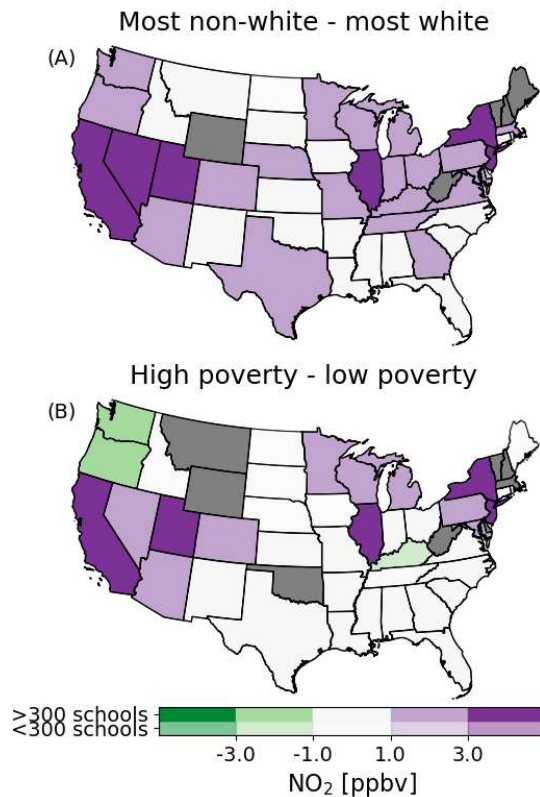 Most non-white - most white
(A)
High poverty - low poverty
(B)
>300 schools
<300 schools
-3.0 -1.0 1.0 3.0
NO₂ [ppbv]